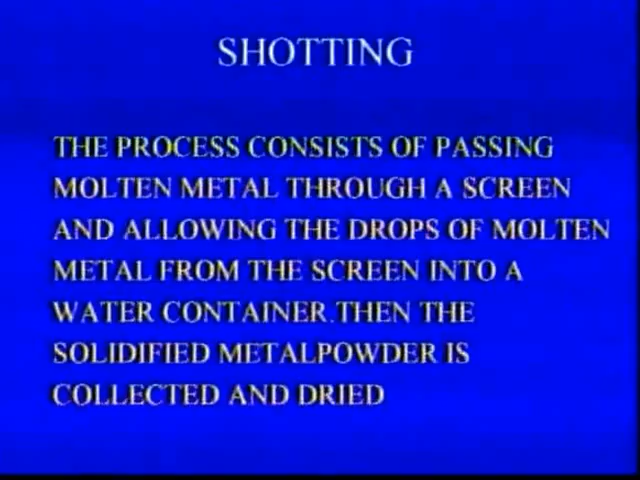 SHOTTING
THE PROCESS CONSISTS OF PASSING
MOLTEN METAL THROUGH A SCREEN
AND ALLOWING THE DROPS OF MOLTEN
METAL FROM THE SCREEN INTO A
WATER CONTAINER.THEN THE
SOLIDIFIED METALPOWDER IS
COLLECTED AND DRIED